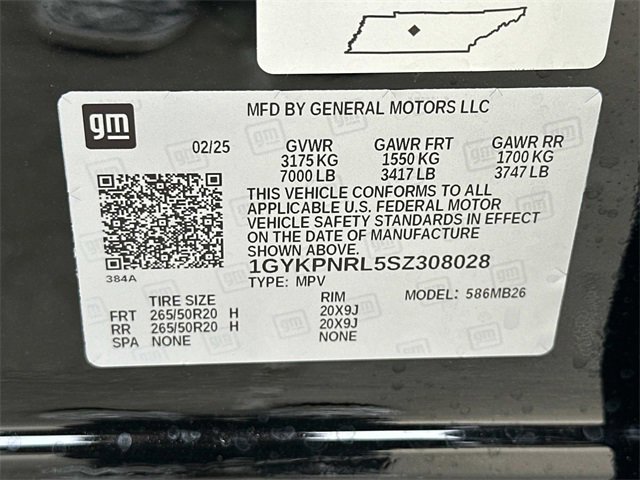 gm
MFD BY GENERAL MOTORS LLC
02/25 GVWR GAWR FRT GAWR RR
3175 KG 1550 KG 1700 KG
7000 LB 3417 LB 3747 LB
THIS VEHICLE CONFORMS TO ALL
APPLICABLE U.S. FEDERAL MOTOR
VEHICLE SAFETY STANDARDS IN EFFECT
ON THE DATE OF MANUFACTURE
SHOWN ABOVE.
384A
1GYKPNRL5SZ308028
TYPE: MPV MODEL: 586MB26
TIRE SIZE RIM
FRT 265/50R20 H 20X9J
RR 265/50R20 H 20X9J
SPA NONE NONE